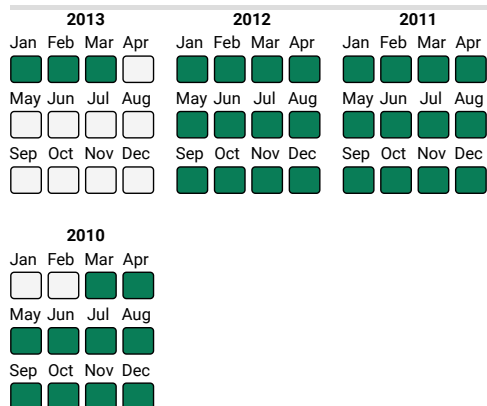 2013
Jan Feb Mar Apr
May Jun Jul Aug
Sep Oct Nov Dec
2012
Jan Feb Mar Apr
May Jun Jul Aug
Sep Oct Nov Dec
2011
Jan Feb Mar Apr
May Jun Jul Aug
Sep Oct Nov Dec
2010
Jan Feb Mar Apr
May Jun Jul Aug
Sep Oct Nov Dec